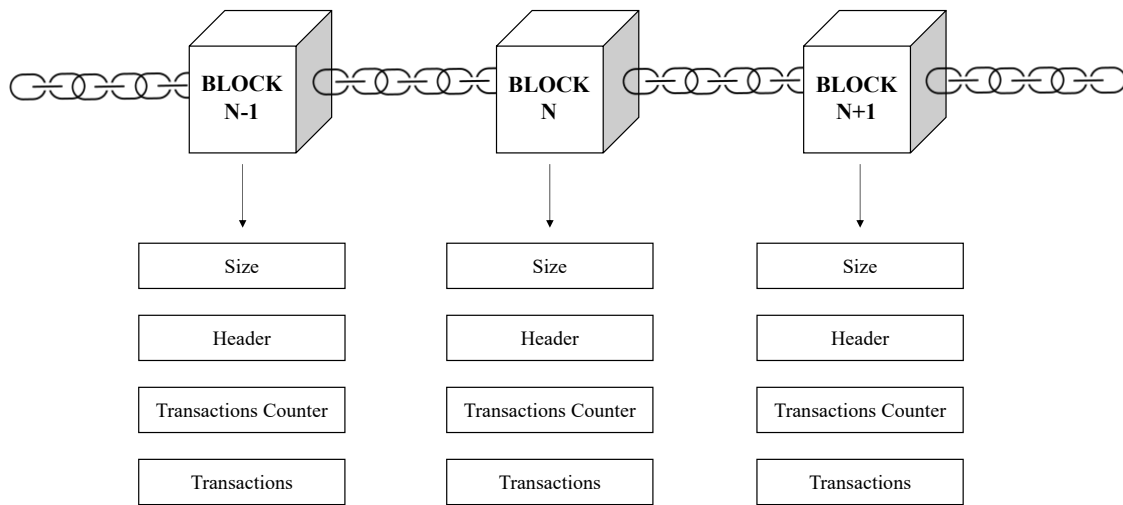 BLOCK
N-1
BLOCK
N
BLOCK
N+1
Size
Size
Size
Header
Header
Header
Transactions Counter
Transactions Counter
Transactions Counter
Transactions
Transactions
Transactions